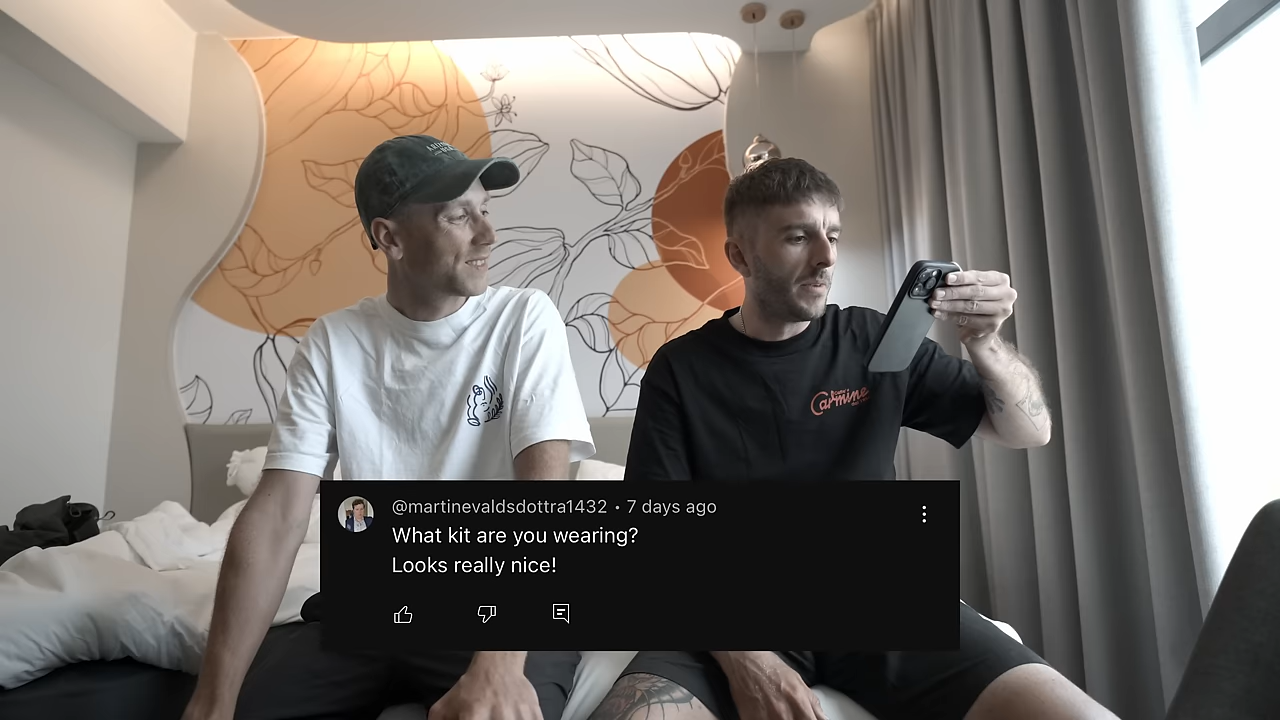 Carmine
@martinevaldsdottra1432 • 7 days ago
What kit are you wearing?
Looks really nice!